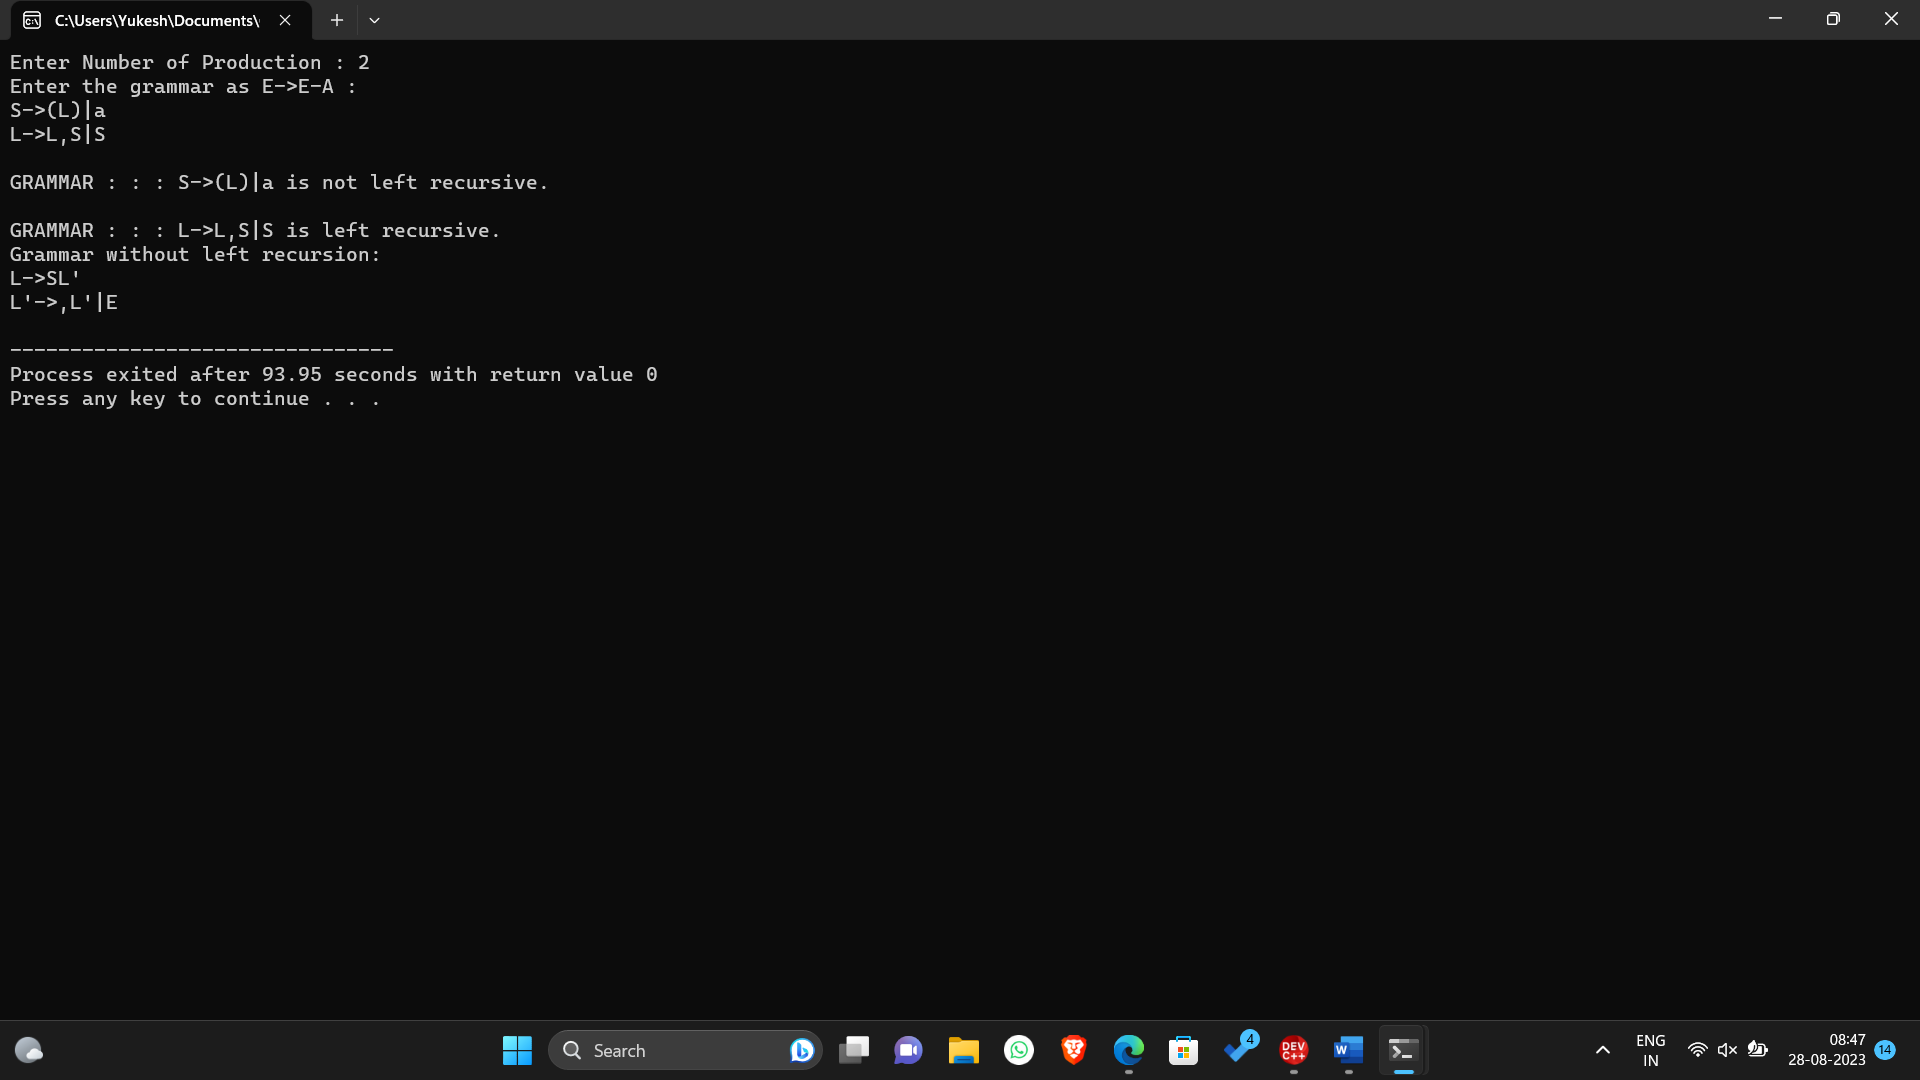 C:\Users\Yukesh\Documents\
Enter Number of Production : 2
Enter the grammar as E->E-A :
S->(L)|a
L->L,S|S
GRAMMAR : : : S->(L)|a is not left recursive.
GRAMMAR : : : L->L,S|S is left recursive.
Grammar without left recursion:
L->SL'
L'->,L'|E
--------------------------------
Process exited after 93.95 seconds with return value 0
Press any key to continue . . .
Search
4
DEV
C++
W
ENG
IN
08:47
28-08-2023
14